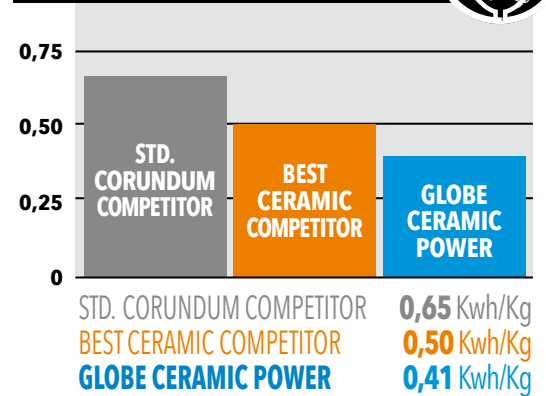 0,75
0,50
0,25
0
STD.
CORUNDUM
COMPETITOR
BEST
CERAMIC
COMPETITOR
GLOBE
CERAMIC
POWER
STD. CORUNDUM COMPETITOR 0,65 Kwh/Kg
BEST CERAMIC COMPETITOR 0,50 Kwh/Kg
GLOBE CERAMIC POWER 0,41 Kwh/Kg